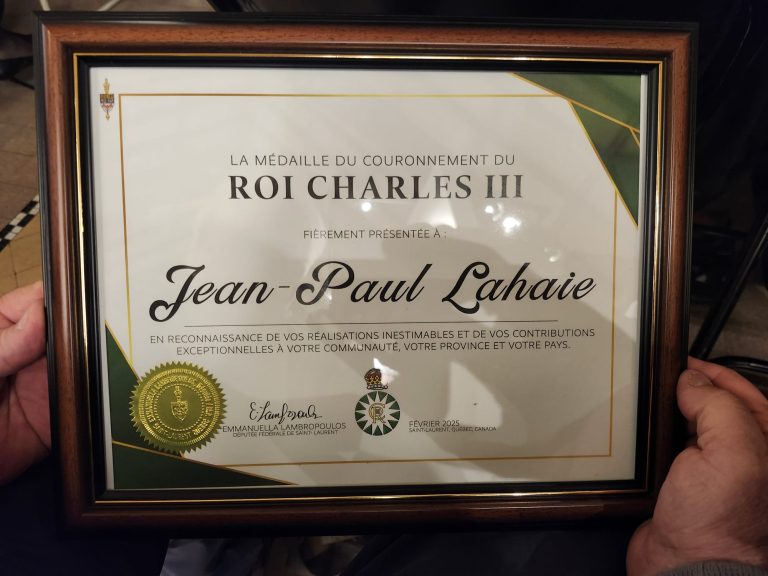 LA MÉDAILLE DU COURONNEMENT DU
ROI CHARLES III
FIÈREMENT PRÉSENTÉE À :
Jean-Paul Lahaie
EN RECONNAISSANCE DE VOS RÉALISATIONS INESTIMABLES ET DE VOS CONTRIBUTIONS
EXCEPTIONNELLES À VOTRE COMMUNAUTÉ, VOTRE PROVINCE ET VOTRE PAYS.
E. Lambropoulos
EMMANUELLA LAMBROPOULOS
DÉPUTÉE FÉDÉRALE DE SAINT-LAURENT
FÉVRIER 2025
SAINT-LAURENT, QUÉBEC, CANADA